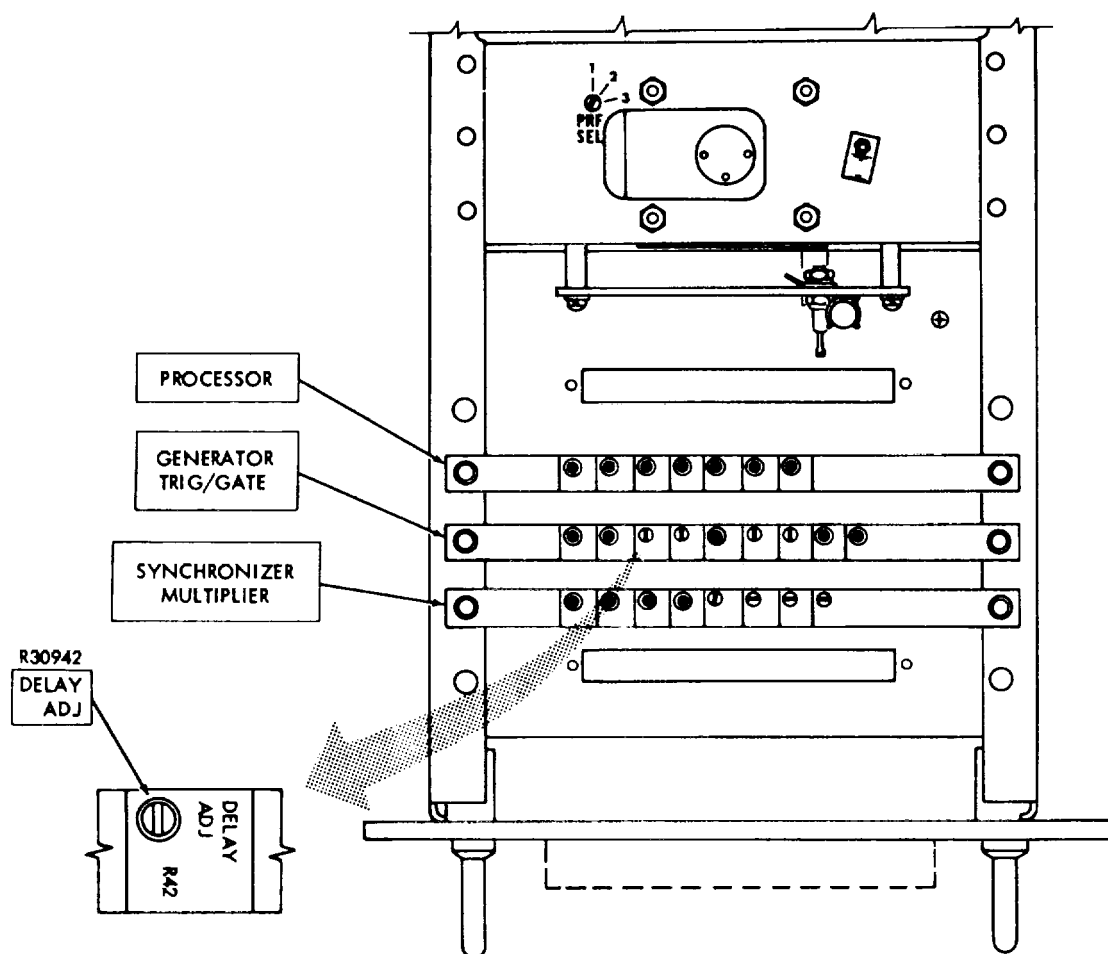 1
2
3
PRF
SEL
PROCESSOR
GENERATOR
TRIG/GATE
SYNCHRONIZER
MULTIPLIER
R30942
DELAY
ADJ
DELAY
ADJ
R42